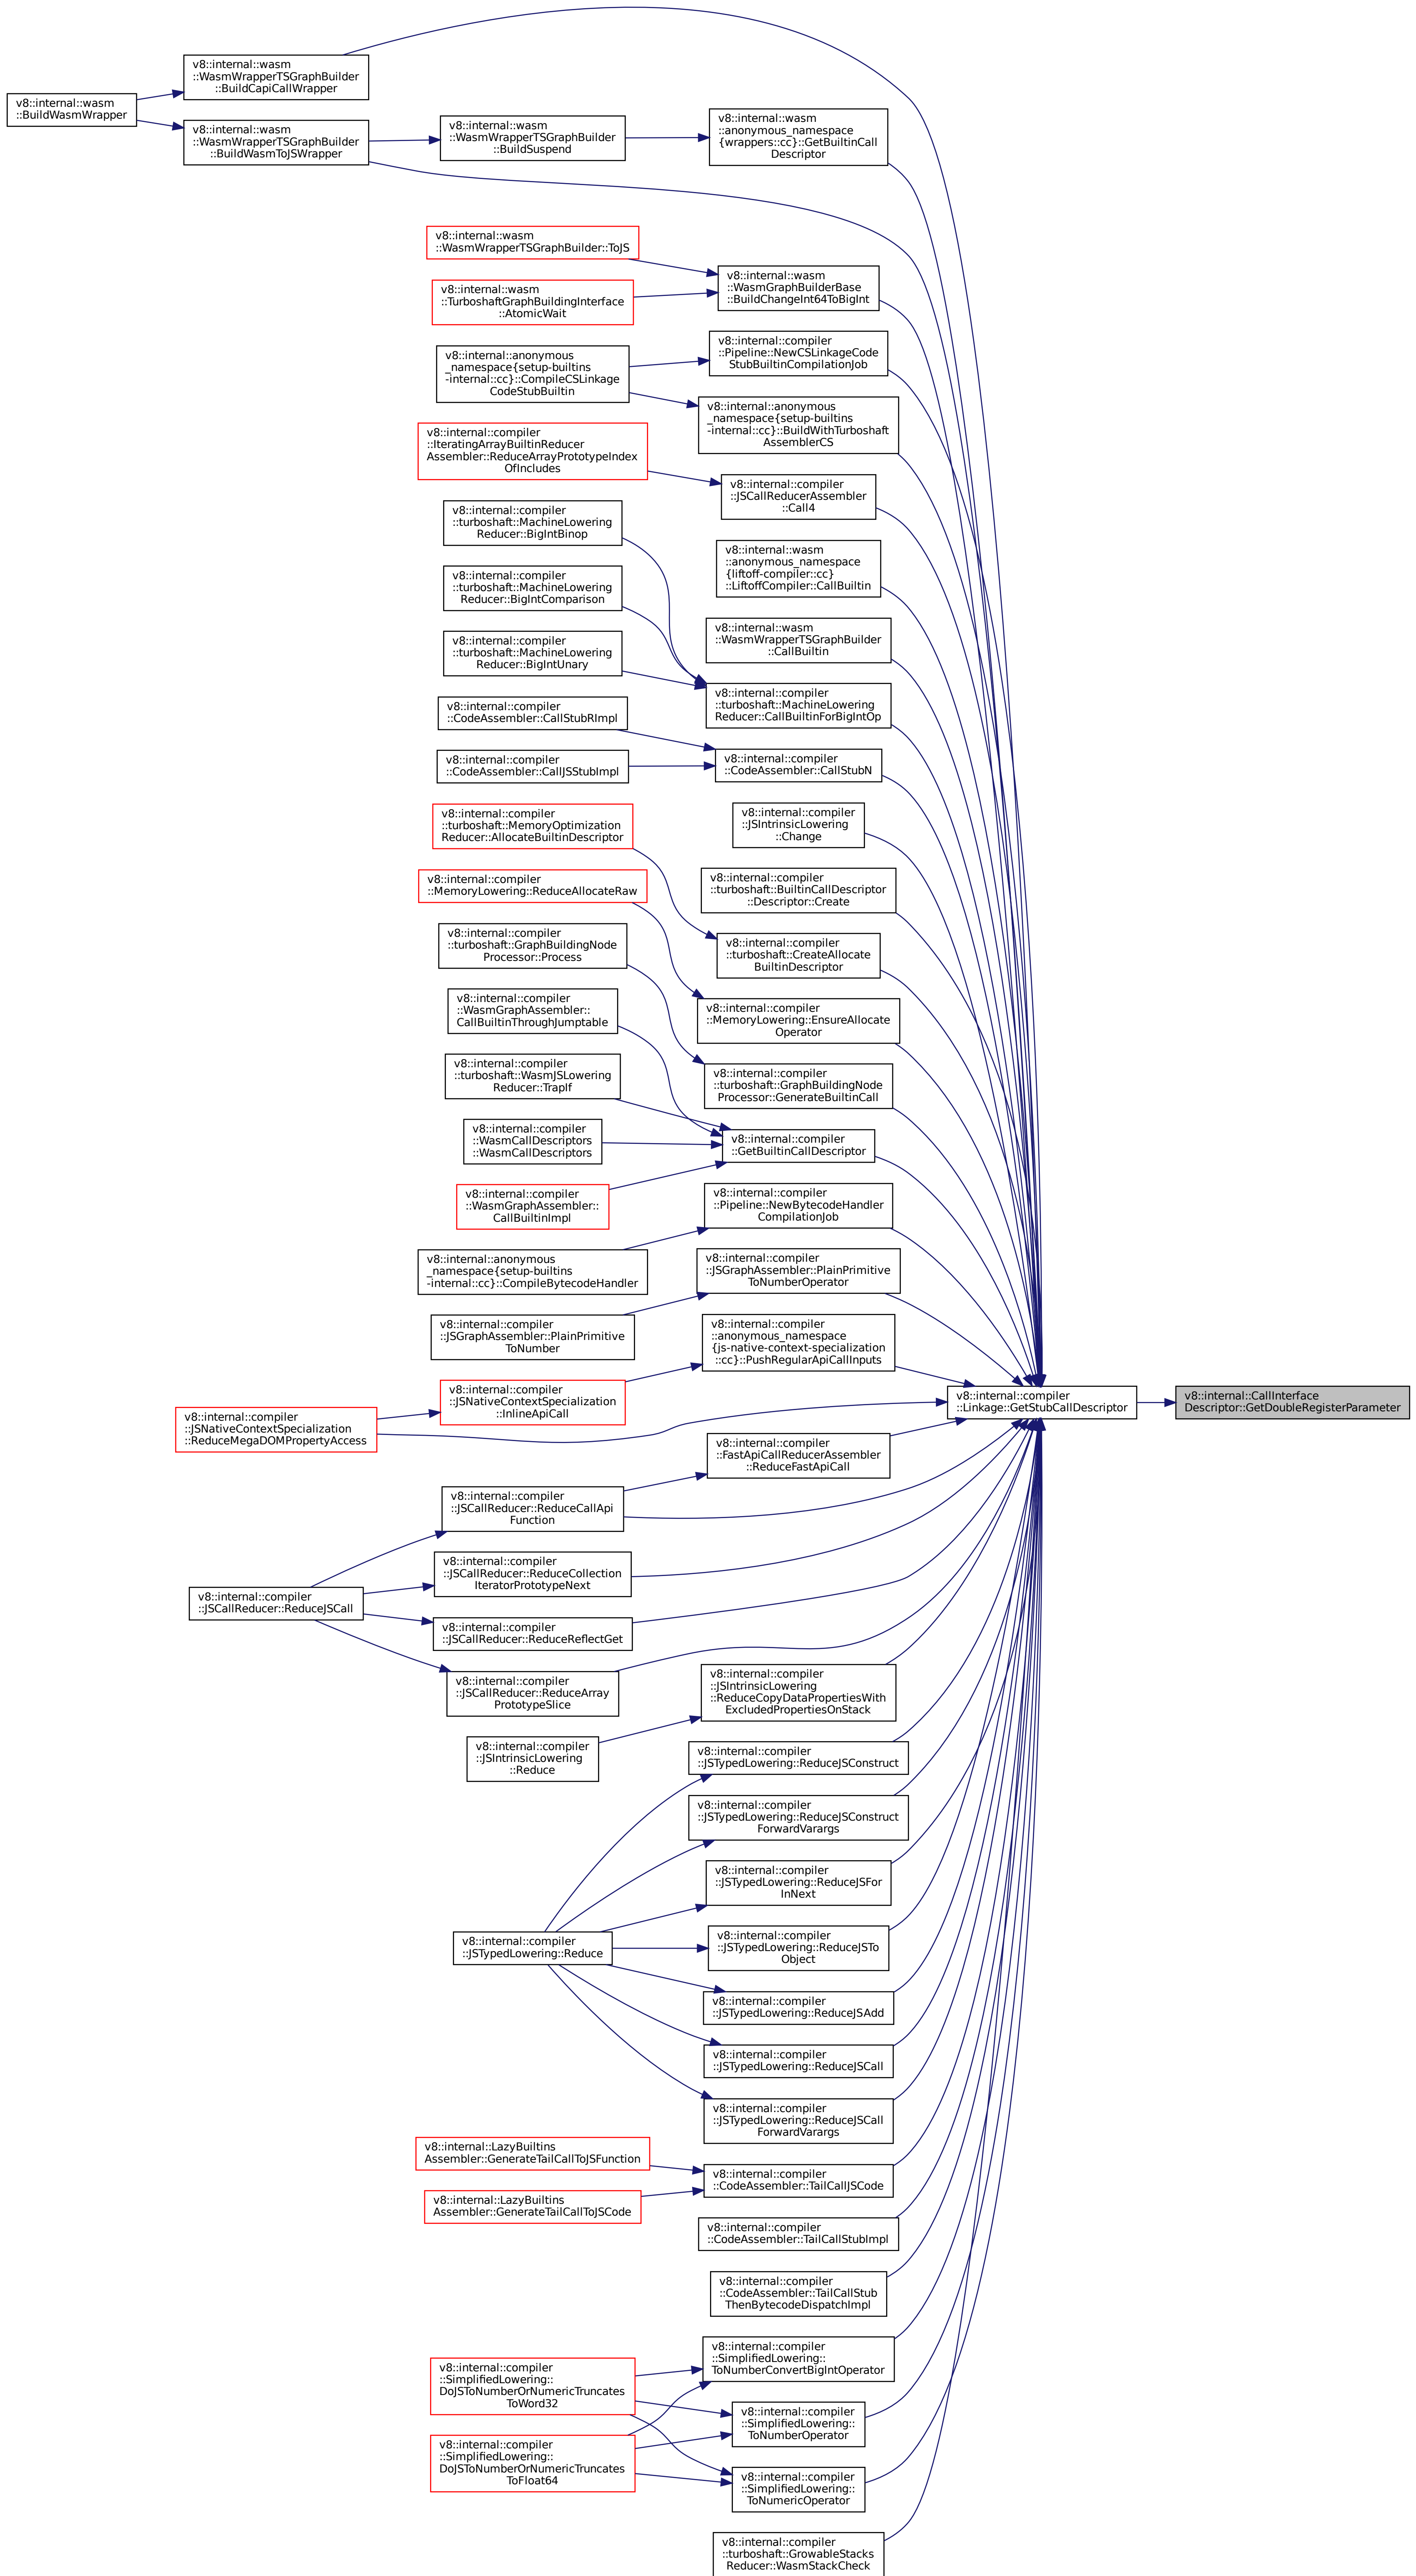 v8::internal::wasm
::WasmWrapperTSGraphBuilder
::BuildCapiCallWrapper
v8::internal::wasm
::BuildWasmWrapper
v8::internal::wasm
::WasmWrapperTSGraphBuilder
::BuildWasmToJSWrapper
v8::internal::wasm
::WasmWrapperTSGraphBuilder
::BuildSuspend
v8::internal::wasm
::anonymous_namespace
{wrappers::cc}::GetBuiltinCall
Descriptor
v8::internal::wasm
::WasmWrapperTSGraphBuilder::ToJS
v8::internal::wasm
::WasmGraphBuilderBase
::BuildChangeInt64ToBigInt
v8::internal::wasm
::TurboshaftGraphBuildingInterface
::AtomicWait
v8::internal::compiler
::Pipeline::NewCSLinkageCode
StubBuiltinCompilationJob
v8::internal::anonymous
_namespace{setup-builtins
-internal::cc}::CompileCSLinkage
CodeStubBuiltin
v8::internal::anonymous
_namespace{setup-builtins
-internal::cc}::BuildWithTurboshaft
AssemblerCS
v8::internal::compiler
::IteratingArrayBuiltinReducer
Assembler::ReduceArrayPrototypeIndex
OfIncludes
v8::internal::compiler
::JSCallReducerAssembler
::Call4
v8::internal::compiler
::turboshaft::MachineLowering
Reducer::BigIntBinop
v8::internal::wasm
::anonymous_namespace
{liftoff-compiler::cc}
::LiftoffCompiler::CallBuiltin
v8::internal::compiler
::turboshaft::MachineLowering
Reducer::BigIntComparison
v8::internal::wasm
::WasmWrapperTSGraphBuilder
::CallBuiltin
v8::internal::compiler
::turboshaft::MachineLowering
Reducer::BigIntUnary
v8::internal::compiler
::turboshaft::MachineLowering
Reducer::CallBuiltinForBigIntOp
v8::internal::compiler
::CodeAssembler::CallStubRImpl
v8::internal::compiler
::CodeAssembler::CallJSStubImpl
v8::internal::compiler
::CodeAssembler::CallStubN
v8::internal::compiler
::JSIntrinsicLowering
::Change
v8::internal::compiler
::turboshaft::MemoryOptimization
Reducer::AllocateBuiltinDescriptor
v8::internal::compiler
::turboshaft::BuiltinCallDescriptor
::Descriptor::Create
v8::internal::compiler
::MemoryLowering::ReduceAllocateRaw
v8::internal::compiler
::turboshaft::CreateAllocate
BuiltinDescriptor
v8::internal::compiler
::turboshaft::GraphBuildingNode
Processor::Process
v8::internal::compiler
::MemoryLowering::EnsureAllocate
Operator
v8::internal::compiler
::WasmGraphAssembler::
CallBuiltinThroughJumptable
v8::internal::compiler
::turboshaft::GraphBuildingNode
Processor::GenerateBuiltinCall
v8::internal::compiler
::turboshaft::WasmJSLowering
Reducer::TrapIf
v8::internal::compiler
::WasmCallDescriptors
::WasmCallDescriptors
v8::internal::compiler
::GetBuiltinCallDescriptor
v8::internal::compiler
::WasmGraphAssembler::
CallBuiltinImpl
v8::internal::compiler
::Pipeline::NewBytecodeHandler
CompilationJob
v8::internal::anonymous
_namespace{setup-builtins
-internal::cc}::CompileBytecodeHandler
v8::internal::compiler
::JSGraphAssembler::PlainPrimitive
ToNumberOperator
v8::internal::compiler
::JSGraphAssembler::PlainPrimitive
ToNumber
v8::internal::compiler
::anonymous_namespace
{js-native-context-specialization
::cc}::PushRegularApiCallInputs
v8::internal::compiler
::JSNativeContextSpecialization
::InlineApiCall
v8::internal::compiler
::JSNativeContextSpecialization
::ReduceMegaDOMPropertyAccess
v8::internal::compiler
::Linkage::GetStubCallDescriptor
v8::internal::CallInterface
Descriptor::GetDoubleRegisterParameter
v8::internal::compiler
::FastApiCallReducerAssembler
::ReduceFastApiCall
v8::internal::compiler
::JSCallReducer::ReduceCallApi
Function
v8::internal::compiler
::JSCallReducer::ReduceCollection
IteratorPrototypeNext
v8::internal::compiler
::JSCallReducer::ReduceJSCall
v8::internal::compiler
::JSCallReducer::ReduceReflectGet
v8::internal::compiler
::JSCallReducer::ReduceArray
PrototypeSlice
v8::internal::compiler
::JSIntrinsicLowering
::ReduceCopyDataPropertiesWith
ExcludedPropertiesOnStack
v8::internal::compiler
::JSIntrinsicLowering
::Reduce
v8::internal::compiler
::JSTypedLowering::ReduceJSConstruct
v8::internal::compiler
::JSTypedLowering::ReduceJSConstruct
ForwardVarargs
v8::internal::compiler
::JSTypedLowering::ReduceJSFor
InNext
v8::internal::compiler
::JSTypedLowering::Reduce
v8::internal::compiler
::JSTypedLowering::ReduceJSTo
Object
v8::internal::compiler
::JSTypedLowering::ReduceJSAdd
v8::internal::compiler
::JSTypedLowering::ReduceJSCall
v8::internal::compiler
::JSTypedLowering::ReduceJSCall
ForwardVarargs
v8::internal::LazyBuiltins
Assembler::GenerateTailCallToJSFunction
v8::internal::compiler
::CodeAssembler::TailCallJSCode
v8::internal::LazyBuiltins
Assembler::GenerateTailCallToJSCode
v8::internal::compiler
::CodeAssembler::TailCallStubImpl
v8::internal::compiler
::CodeAssembler::TailCallStub
ThenBytecodeDispatchImpl
v8::internal::compiler
::SimplifiedLowering::
ToNumberConvertBigIntOperator
v8::internal::compiler
::SimplifiedLowering::
DoJSToNumberOrNumericTruncates
ToWord32
v8::internal::compiler
::SimplifiedLowering::
ToNumberOperator
v8::internal::compiler
::SimplifiedLowering::
DoJSToNumberOrNumericTruncates
ToFloat64
v8::internal::compiler
::SimplifiedLowering::
ToNumericOperator
v8::internal::compiler
::turboshaft::GrowableStacks
Reducer::WasmStackCheck